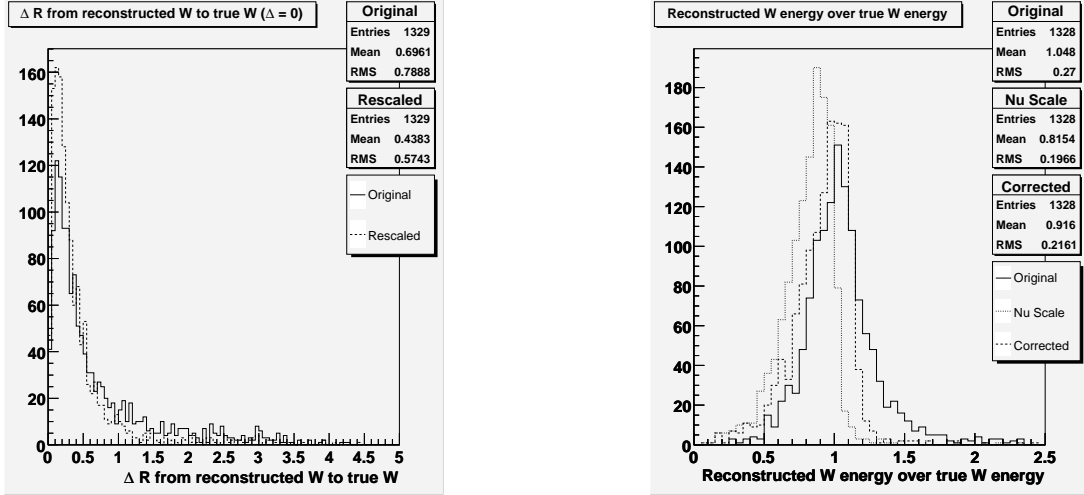 Δ R from reconstructed W to true W (Δ = 0)
Original
Entries 1329
Mean 0.6961
RMS 0.7888
Rescaled
Entries 1329
Mean 0.4383
RMS 0.5743
Original
Rescaled
160
140
120
100
80
60
40
20
0
0 0.5 1 1.5 2 2.5 3 3.5 4 4.5 5
Δ R from reconstructed W to true W
Reconstructed W energy over true W energy
Original
Entries 1328
Mean 1.048
RMS 0.27
Nu Scale
Entries 1328
Mean 0.8154
RMS 0.1966
Corrected
Entries 1328
Mean 0.916
RMS 0.2161
Original
Nu Scale
Corrected
180
160
140
120
100
80
60
40
20
0
0 0.5 1 1.5 2 2.5
Reconstructed W energy over true W energy